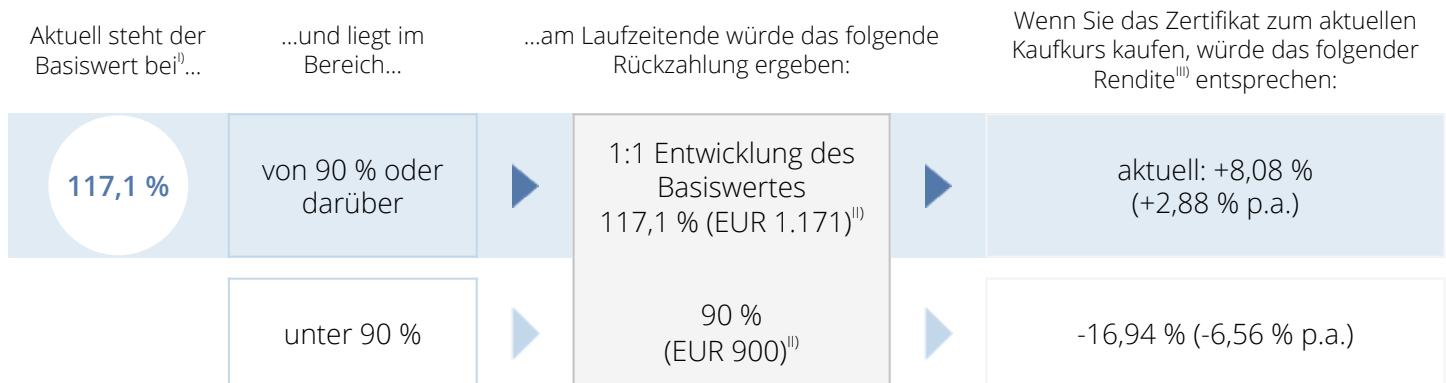 Aktuell steht der
Basiswert bei^I)...
...und liegt im
Bereich...
...am Laufzeitende würde das folgende
Rückzahlung ergeben:
Wenn Sie das Zertifikat zum aktuellen
Kaufkurs kaufen, würde das folgender
Rendite^III) entsprechen:
117,1 %
von 90 % oder
darüber
1:1 Entwicklung des
Basiswertes
117,1 % (EUR 1.171)^II)
aktuell: +8,08 %
(+2,88 % p.a.)
unter 90 %
90 %
(EUR 900)^II)
-16,94 % (-6,56 % p.a.)